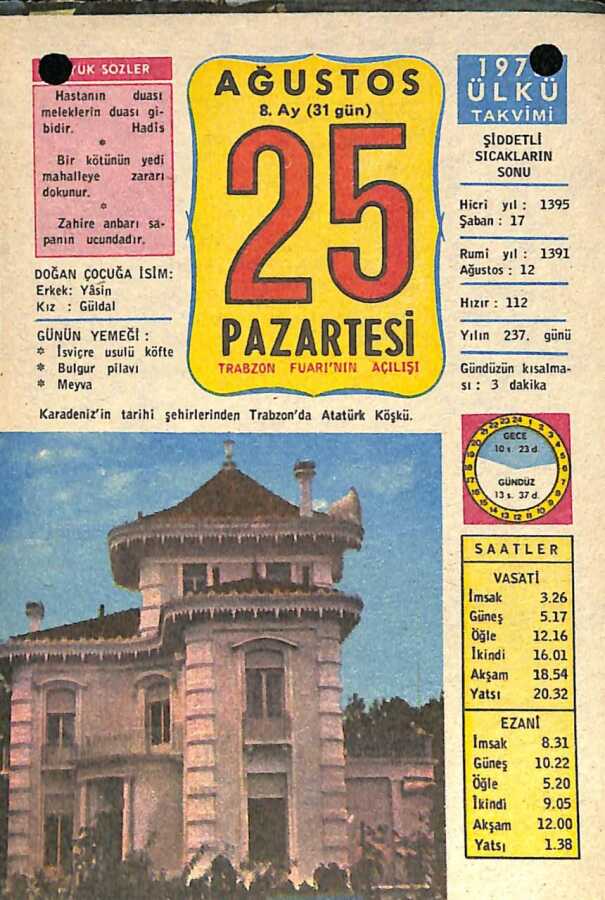 YÜK SÖZLER
Hastanın duası
meleklerin duası gi-
bidir. Hadis
Bir kötünün yedi
mahalleye zararı
dokunur.
Zahire anbarı sa-
panın ucundadır.
DOĞAN ÇOCUĞA İSİM:
Erkek: Yâsin
Kız : Güldal
GÜNÜN YEMEĞİ :
İsviçre usulü köfte
Bulgur pilavı
Meyva
AĞUSTOS
8. Ay (31 gün)
25
PAZARTESİ
TRABZON FUARI'NIN AÇILIŞI
197
ÜLKÜ
TAKVİMİ
ŞİDDETLİ
SICAKLARIN
SONU
Hicri yıl : 1395
Şaban : 17
Rumi yıl : 1391
Ağustos : 12
Hızır : 112
Yılın 237. günü
Gündüzün kısalma-
sı : 3 dakika
Karadeniz'in tarihi şehirlerinden Trabzon'da Atatürk Köşkü.
GECE
10 s. 23 d.
GÜNDÜZ
13 s. 37 d.
SAATLER
VASATİ
İmsak 3.26
Güneş 5.17
Öğle 12.16
İkindi 16.01
Akşam 18.54
Yatsı 20.32
EZANİ
İmsak 8.31
Güneş 10.22
Öğle 5.20
İkindi 9.05
Akşam 12.00
Yatsı 1.38